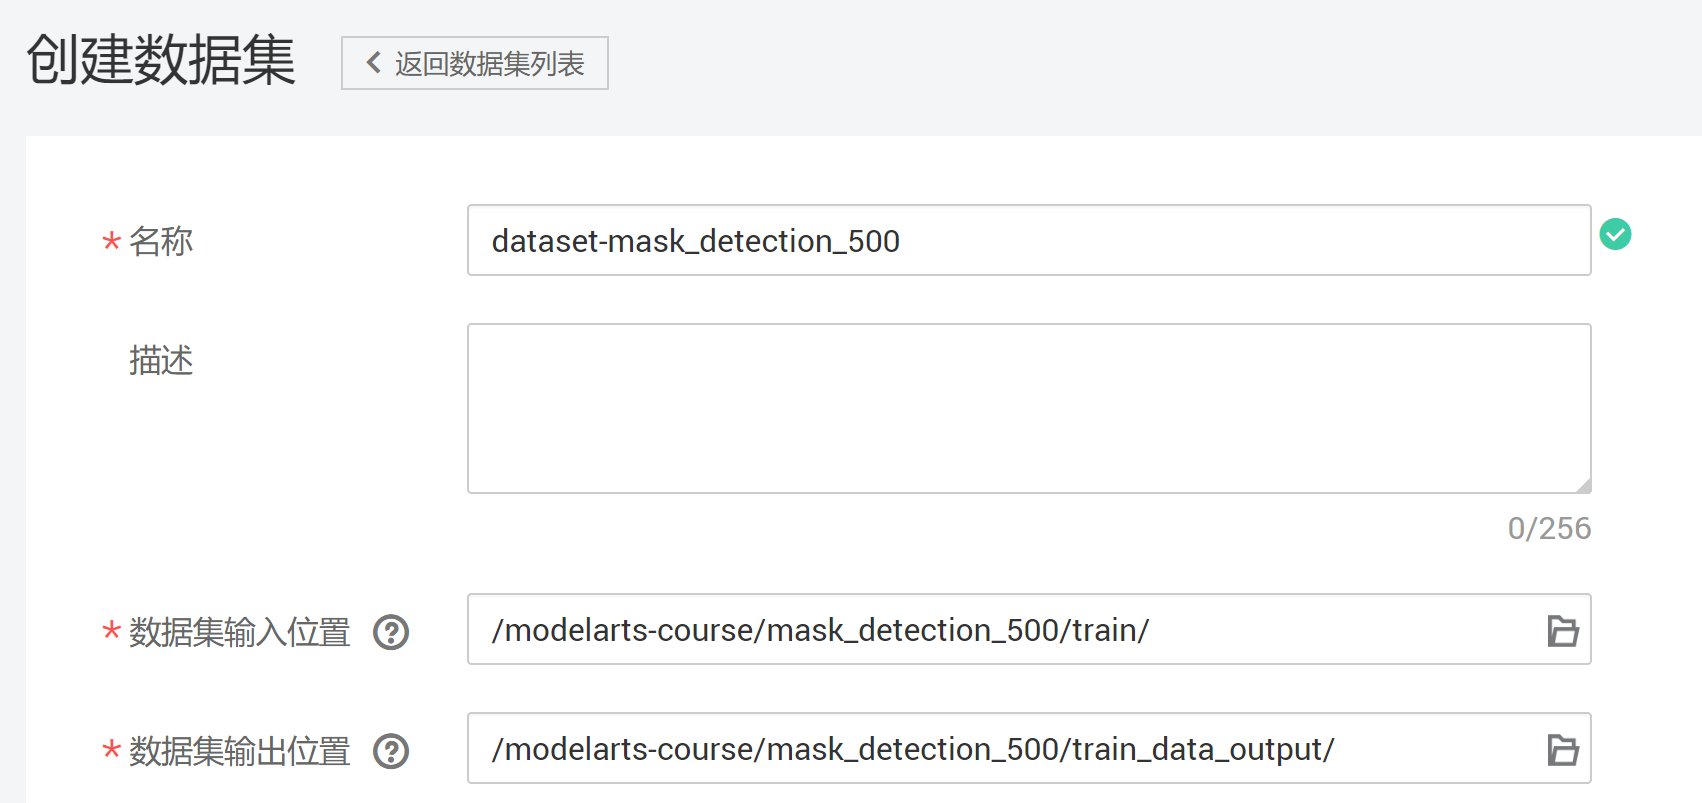 创建数据集
返回数据集列表
* 名称
dataset-mask_detection_500
描述
0/256
* 数据集输入位置 ?
/modelarts-course/mask_detection_500/train/
* 数据集输出位置 ?
/modelarts-course/mask_detection_500/train_data_output/